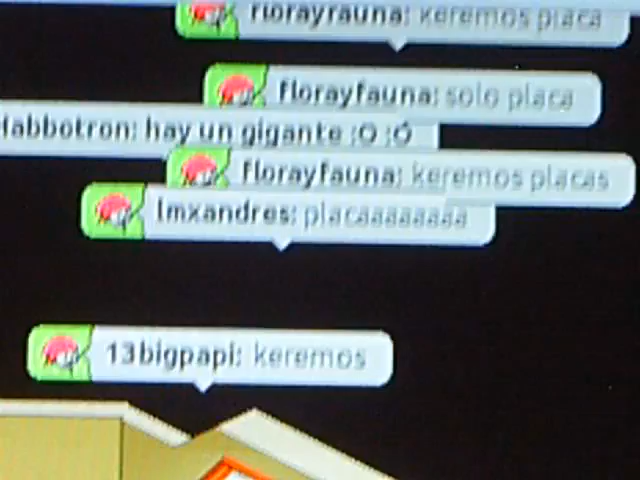 florayfauna: keremos placa
florayfauna: solo placa
Habbotron: hay un gigante ;O ;Ó
florayfauna: keremos placas
lmxandres: placaaaaaaaa
13bigpapi: keremos